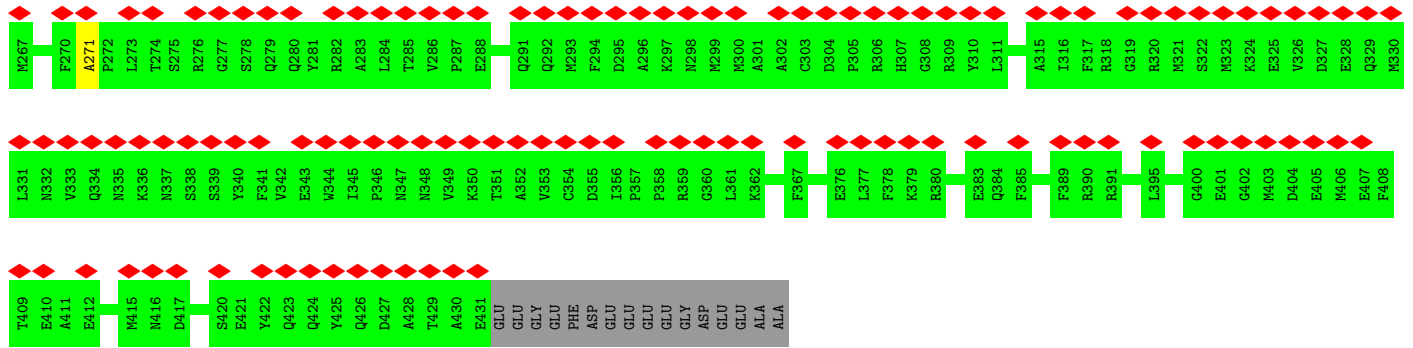 M267 F270 A271 P272 L273 T274 S275 R276 G277 S278 Q279 Q280 Y281 R282 A283 L284 T285 V286 P287 E288 Q291 Q292 M293 F294 D295 A296 K297 N298 M299 M300 A301 A302 C303 D304 P305 R306 H307 G308 R309 Y310 L311 A315 I316 F317 R318 G319 R320 M321 S322 M323 K324 E325 V326 D327 E328 Q329 M330
L331 N332 V333 Q334 N335 K336 N337 S338 S339 Y340 F341 V342 E343 W344 I345 P346 N347 N348 V349 K350 T351 A352 V353 C354 D355 I356 P357 P358 R359 G360 L361 K362 F367 E376 L377 F378 K379 R380 E383 Q384 F385 F389 R390 R391 L395 G400 E401 G402 M403 D404 E405 M406 E407 F408
T409 E410 A411 E412 M415 N416 D417 S420 E421 Y422 Q423 Q424 Y425 Q426 D427 A428 T429 A430 E431 GLU GLU GLY GLU PHE ASP GLU GLU GLU GLU GLY ASP GLU GLU ALA ALA